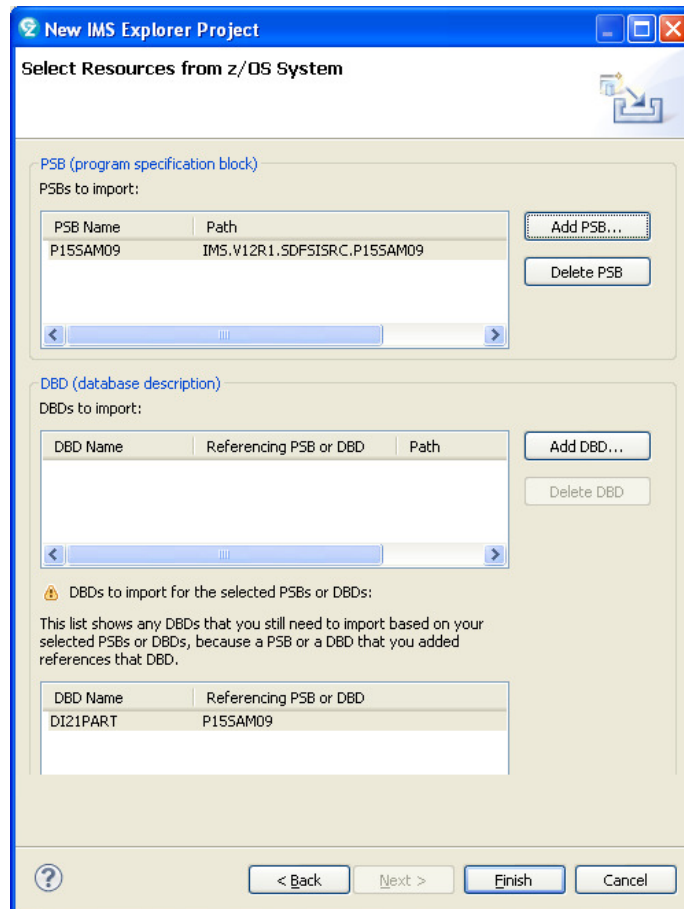 New IMS Explorer Project
Select Resources from z/OS System
PSB (program specification block)
PSBs to import:
PSB Name Path
P15SAM09 IMS.V12R1.SDFSISRC.P15SAM09
Add PSB...
Delete PSB
DBD (database description)
DBDs to import:
DBD Name Referencing PSB or DBD Path
Add DBD...
Delete DBD
DBDs to import for the selected PSBs or DBDs:
This list shows any DBDs that you still need to import based on your
selected PSBs or DBDs, because a PSB or a DBD that you added
references that DBD.
DBD Name Referencing PSB or DBD
DI21PART P15SAM09
? < Back Next > Finish Cancel